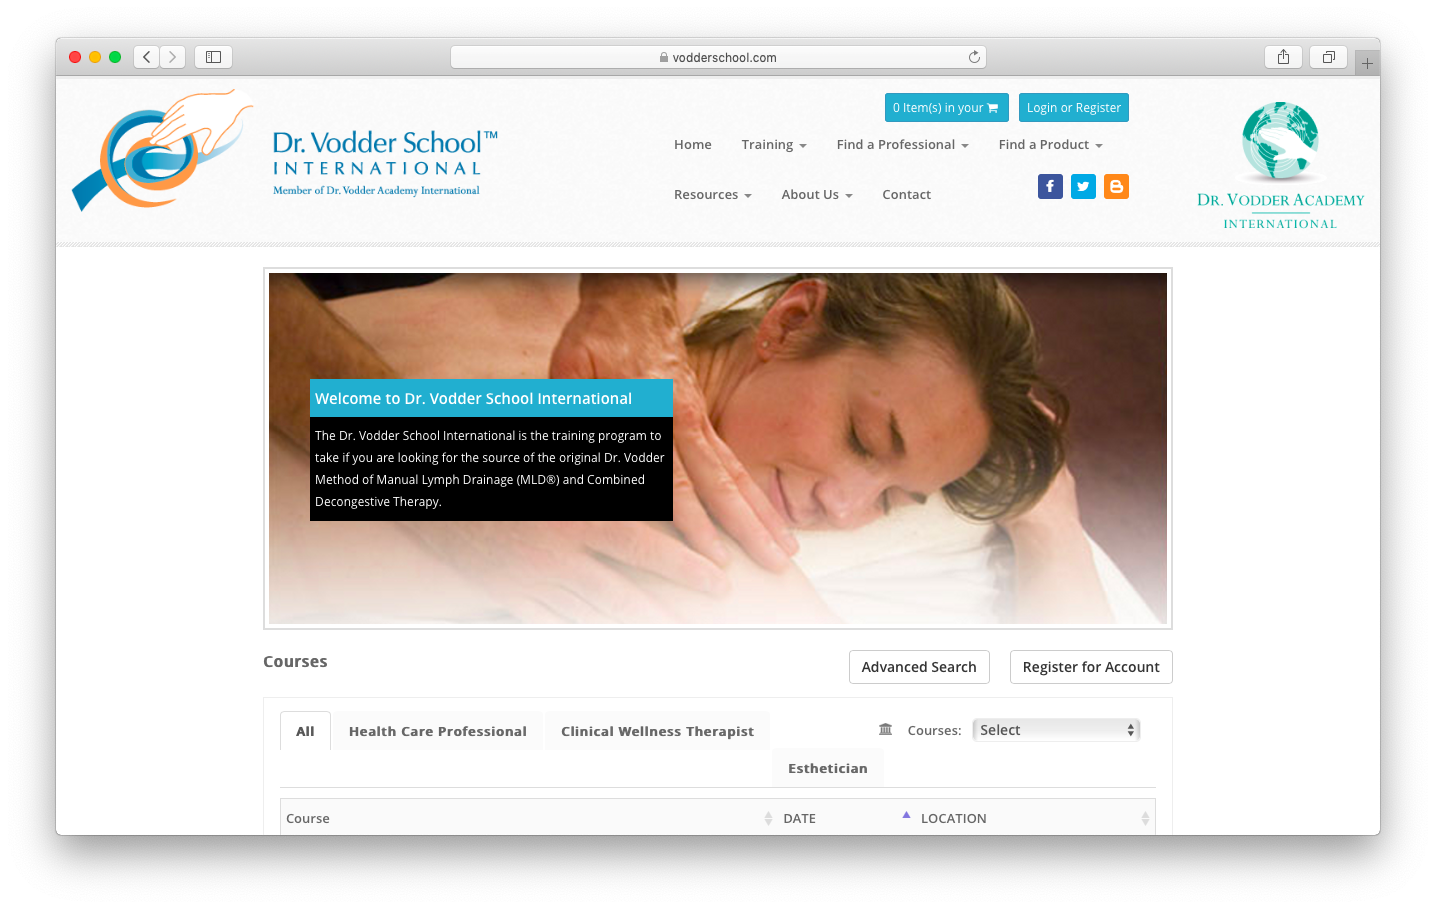 vodderschool.com
0 Item(s) in your
Login or Register
Dr. Vodder School™
INTERNATIONAL
Member of Dr. Vodder Academy International
Home Training Find a Professional Find a Product
Resources About Us Contact
DR. VODDER ACADEMY
INTERNATIONAL
Welcome to Dr. Vodder School International
The Dr. Vodder School International is the training program to
take if you are looking for the source of the original Dr. Vodder
Method of Manual Lymph Drainage (MLD®) and Combined
Decongestive Therapy.
Courses
Advanced Search
Register for Account
All
Health Care Professional
Clinical Wellness Therapist
Courses: Select
Esthetician
Course DATE LOCATION